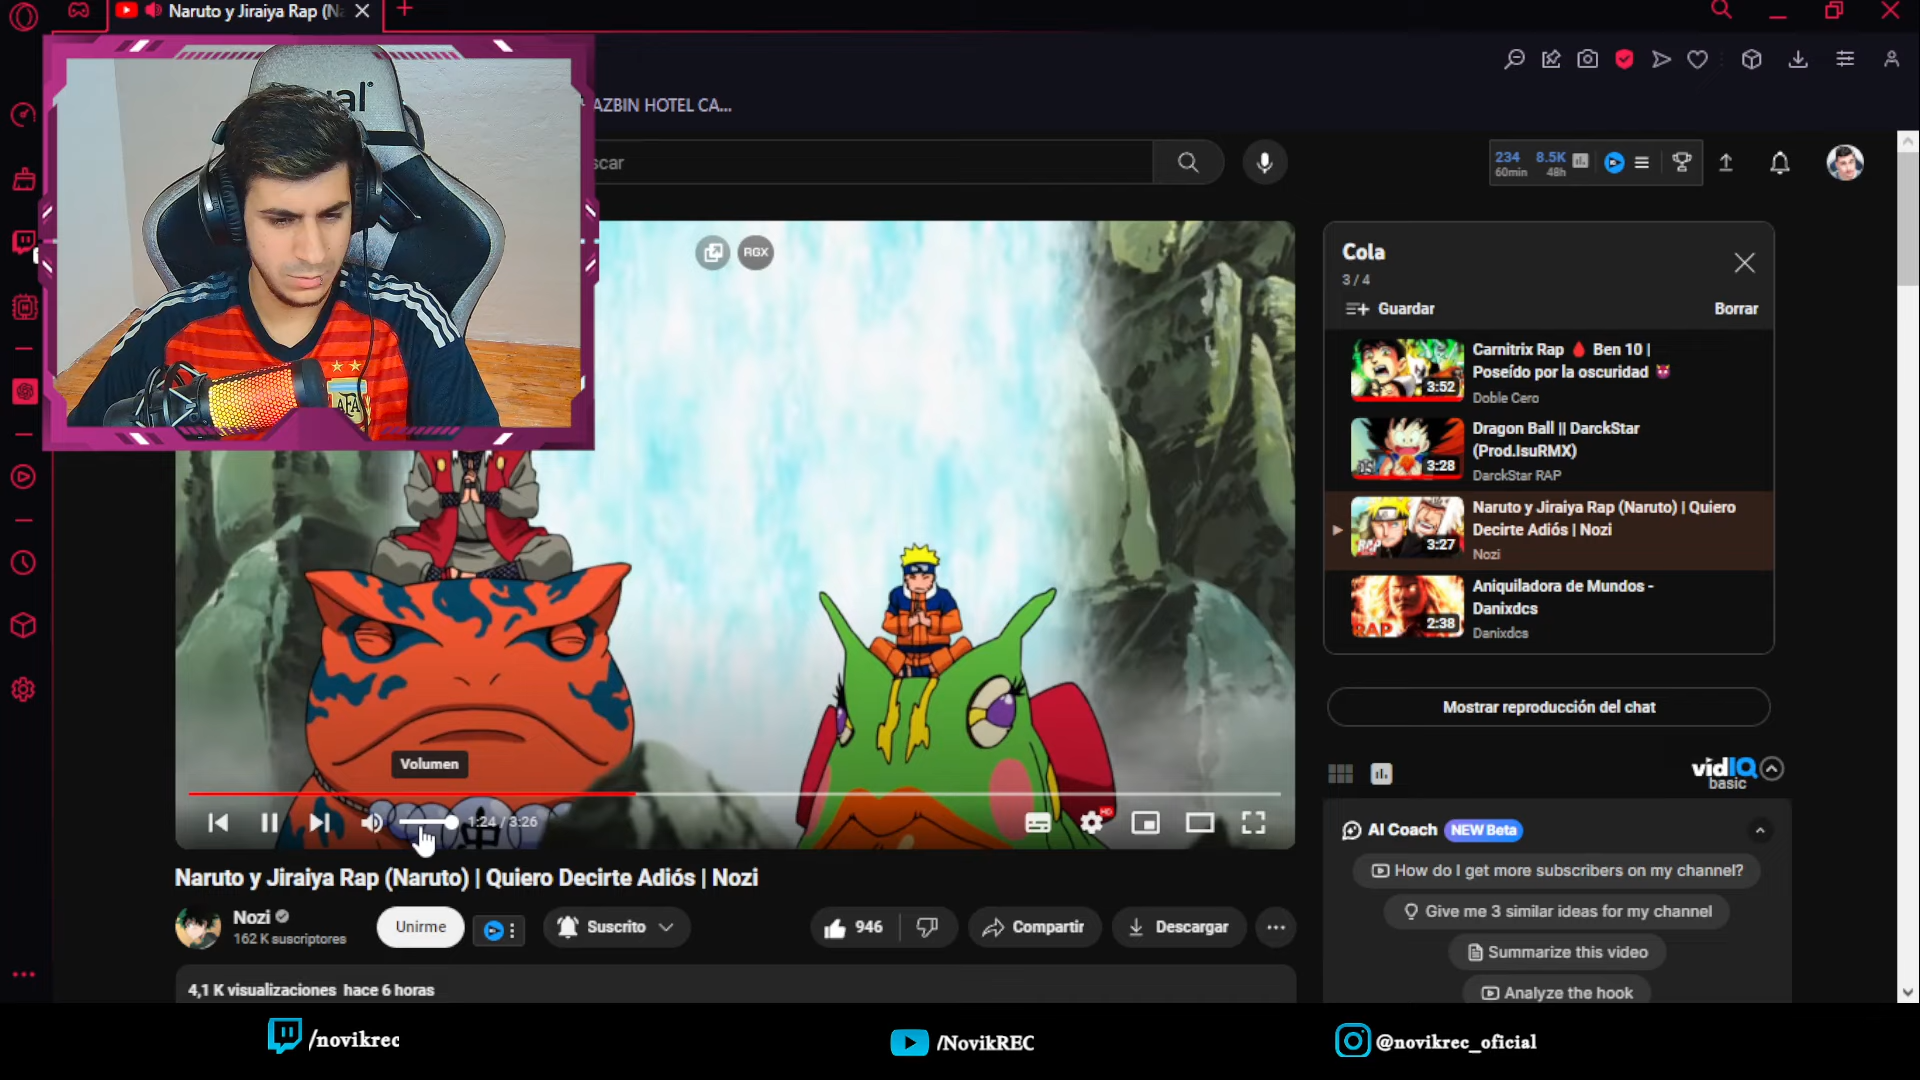 Naruto y Jiraiya Rap (N
AZBIN HOTEL CA...
scar
234
60min
8.5K
48h
RGX
Cola
3 / 4
Guardar
Borrar
Carnitrix Rap 🩸 Ben 10 |
Poseído por la oscuridad 😈
Doble Cero
3:52
Dragon Ball || DarckStar
(Prod.IsuRMX)
DarckStar RAP
3:28
Naruto y Jiraiya Rap (Naruto) | Quiero
Decirte Adiós | Nozi
Nozi
RAP
3:27
Aniquiladora de Mundos -
Danixdcs
Danixdcs
RAP
2:38
Mostrar reproducción del chat
vidIQ
basic
AI Coach NEW Beta
How do I get more subscribers on my channel?
Give me 3 similar ideas for my channel
Summarize this video
Analyze the hook
AFA
Volumen
1:24 / 3:26
HD
Naruto y Jiraiya Rap (Naruto) | Quiero Decirte Adiós | Nozi
Nozi
162 K suscriptores
Unirme
Suscrito
946
Compartir
Descargar
4,1 K visualizaciones hace 6 horas
/novikrec
/NovikREC
@novikrec_oficial